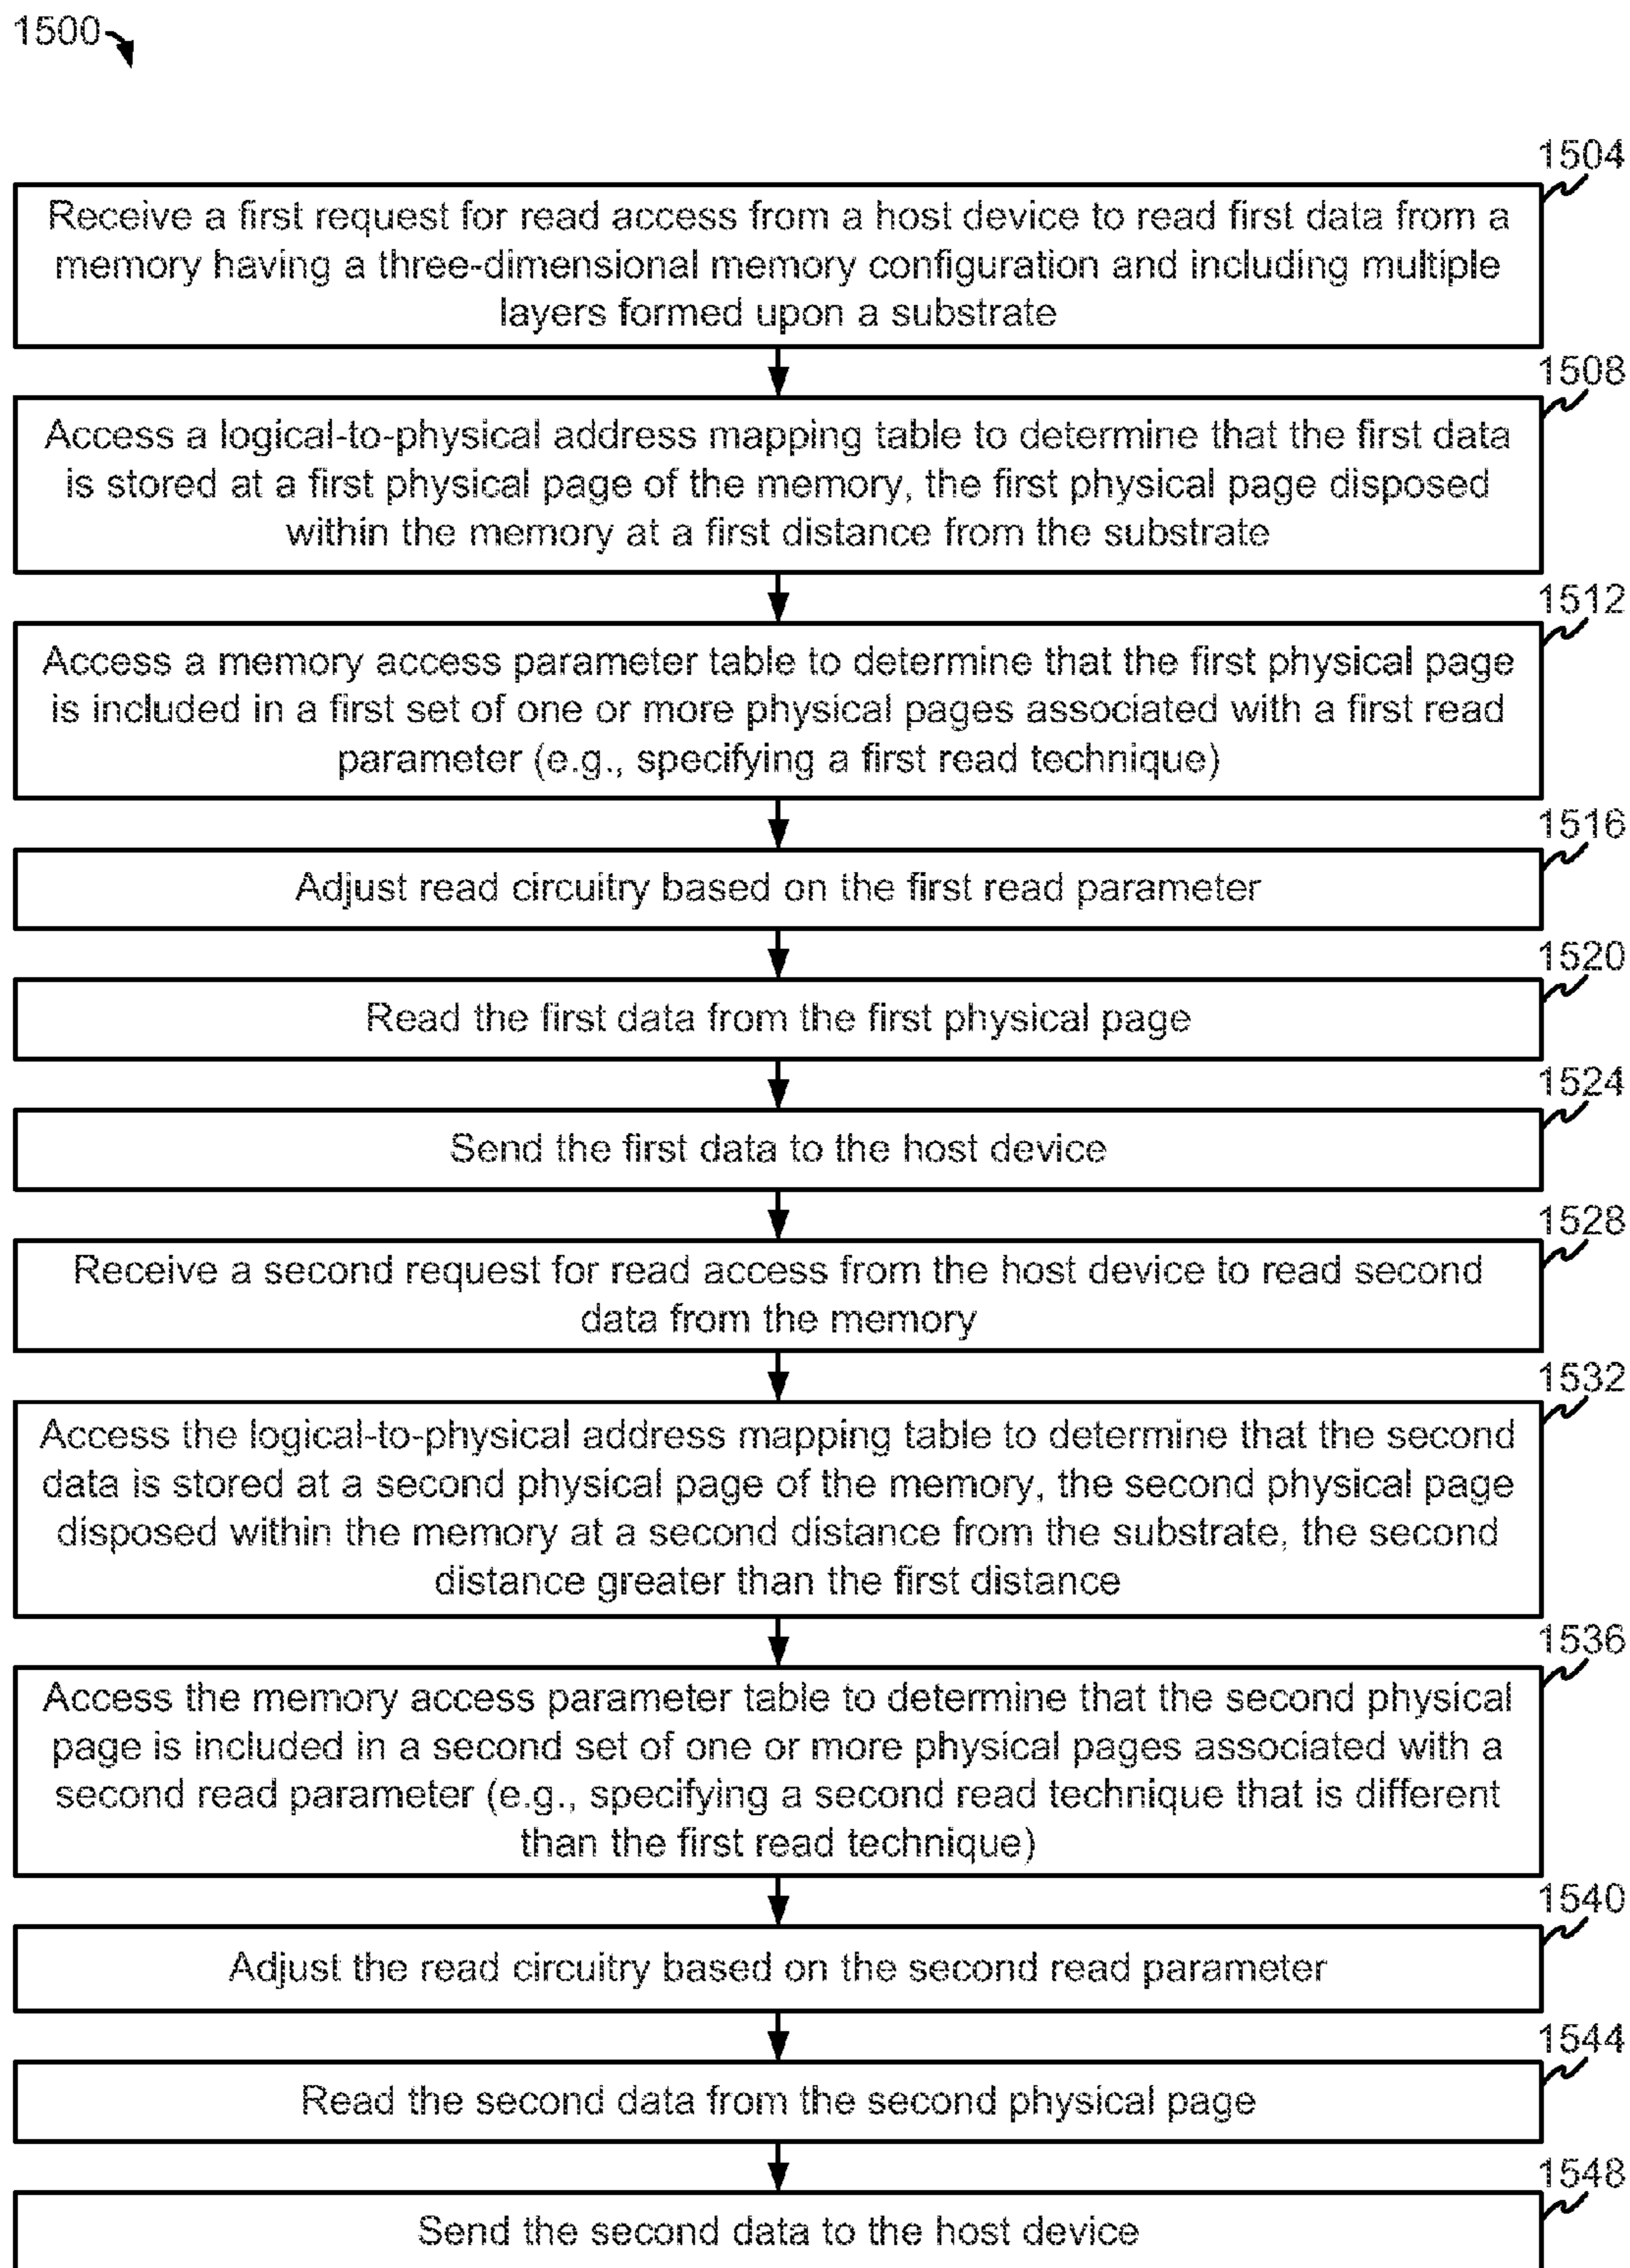 1500
1504
Receive a first request for read access from a host device to read first data from a
memory having a three-dimensional memory configuration and including multiple
layers formed upon a substrate
1508
Access a logical-to-physical address mapping table to determine that the first data
is stored at a first physical page of the memory, the first physical page disposed
within the memory at a first distance from the substrate
1512
Access a memory access parameter table to determine that the first physical page
is included in a first set of one or more physical pages associated with a first read
parameter (e.g., specifying a first read technique)
1516
Adjust read circuitry based on the first read parameter
1520
Read the first data from the first physical page
1524
Send the first data to the host device
1528
Receive a second request for read access from the host device to read second
data from the memory
1532
Access the logical-to-physical address mapping table to determine that the second
data is stored at a second physical page of the memory, the second physical page
disposed within the memory at a second distance from the substrate, the second
distance greater than the first distance
1536
Access the memory access parameter table to determine that the second physical
page is included in a second set of one or more physical pages associated with a
second read parameter (e.g., specifying a second read technique that is different
than the first read technique)
1540
Adjust the read circuitry based on the second read parameter
1544
Read the second data from the second physical page
1548
Send the second data to the host device